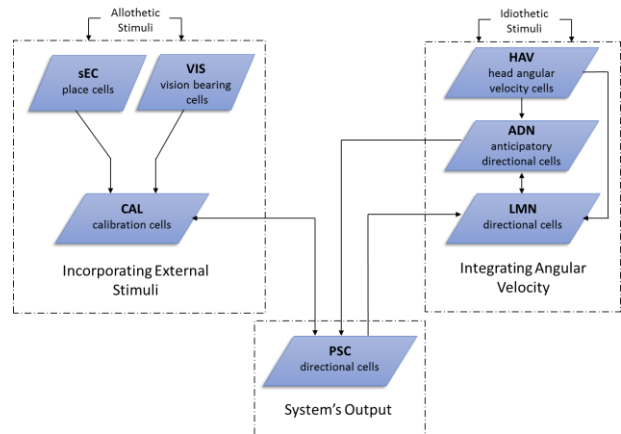 Allothetic
Stimuli
sEC
place cells
VIS
vision bearing
cells
CAL
calibration cells
Incorporating External
Stimuli
Idiothetic
Stimuli
HAV
head angular
velocity cells
ADN
anticipatory
directional cells
LMN
directional cells
Integrating Angular
Velocity
PSC
directional cells
System's Output